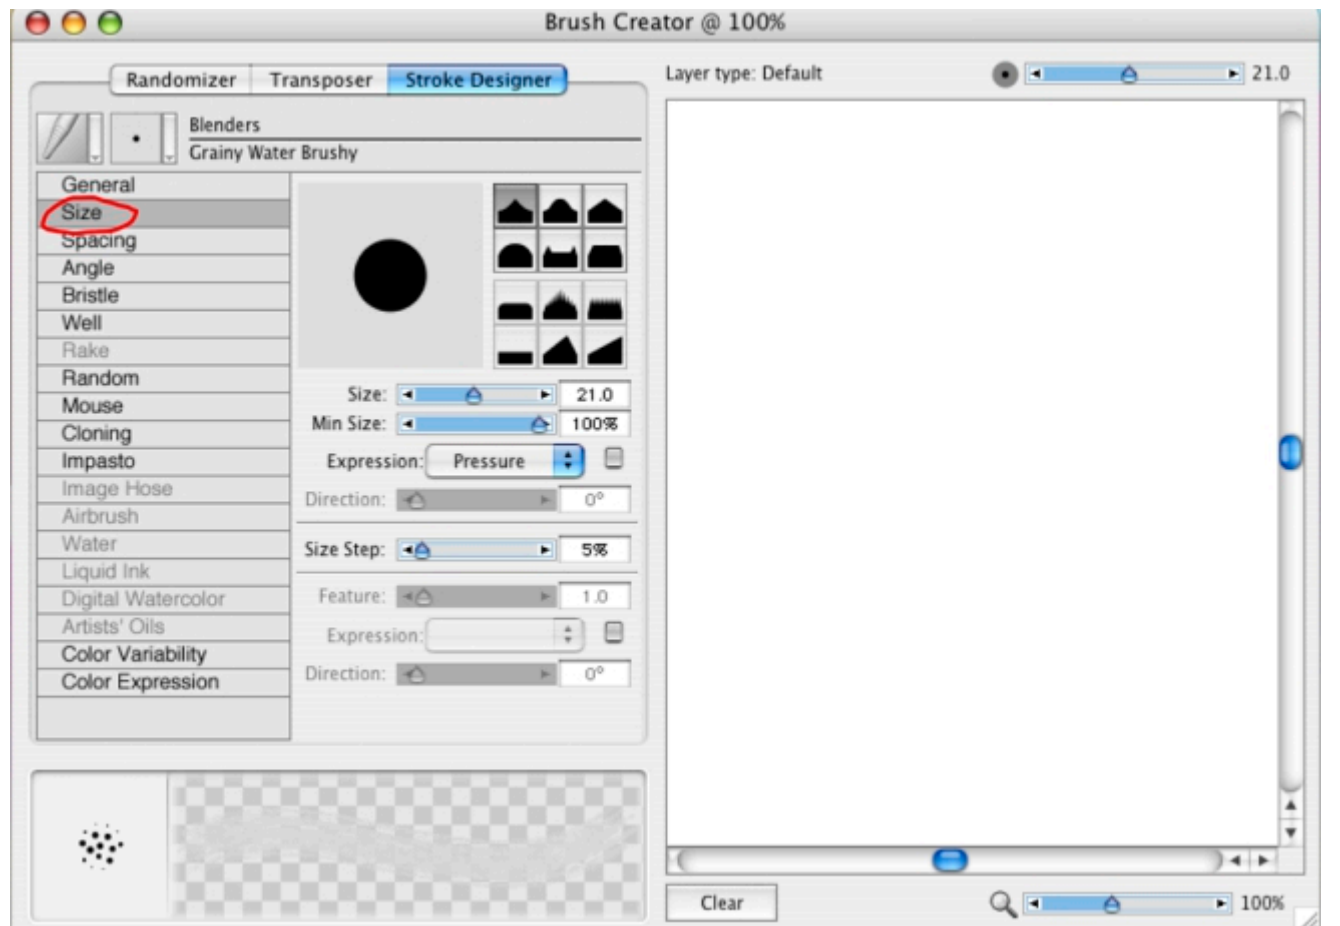 Brush Creator @ 100%
Randomizer Transposer Stroke Designer
Layer type: Default
21.0
Blenders
Grainy Water Brushy
General
Size
Spacing
Angle
Bristle
Well
Rake
Random
Mouse
Cloning
Impasto
Image Hose
Airbrush
Water
Liquid Ink
Digital Watercolor
Artists' Oils
Color Variability
Color Expression
Size: 21.0
Min Size: 100%
Expression: Pressure
Direction: 0°
Size Step: 5%
Feature: 1.0
Expression:
Direction: 0°
Clear
100%